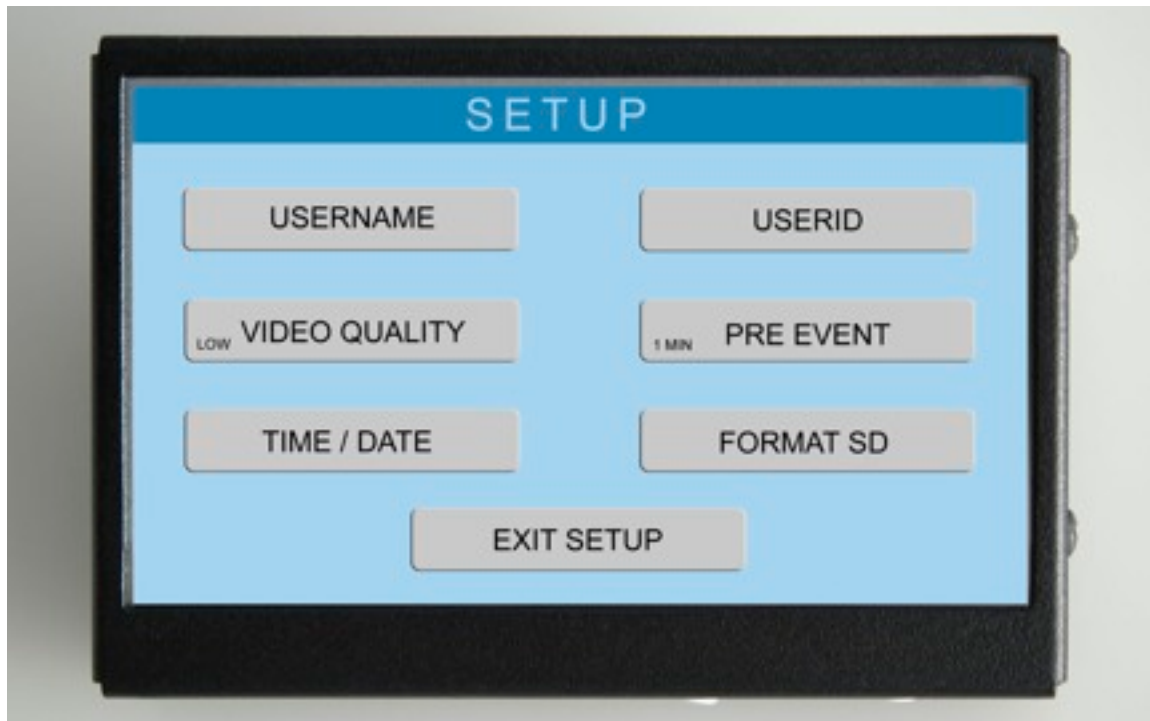 SETUP
USERNAME
USERID
LOW VIDEO QUALITY
1 MIN PRE EVENT
TIME / DATE
FORMAT SD
EXIT SETUP